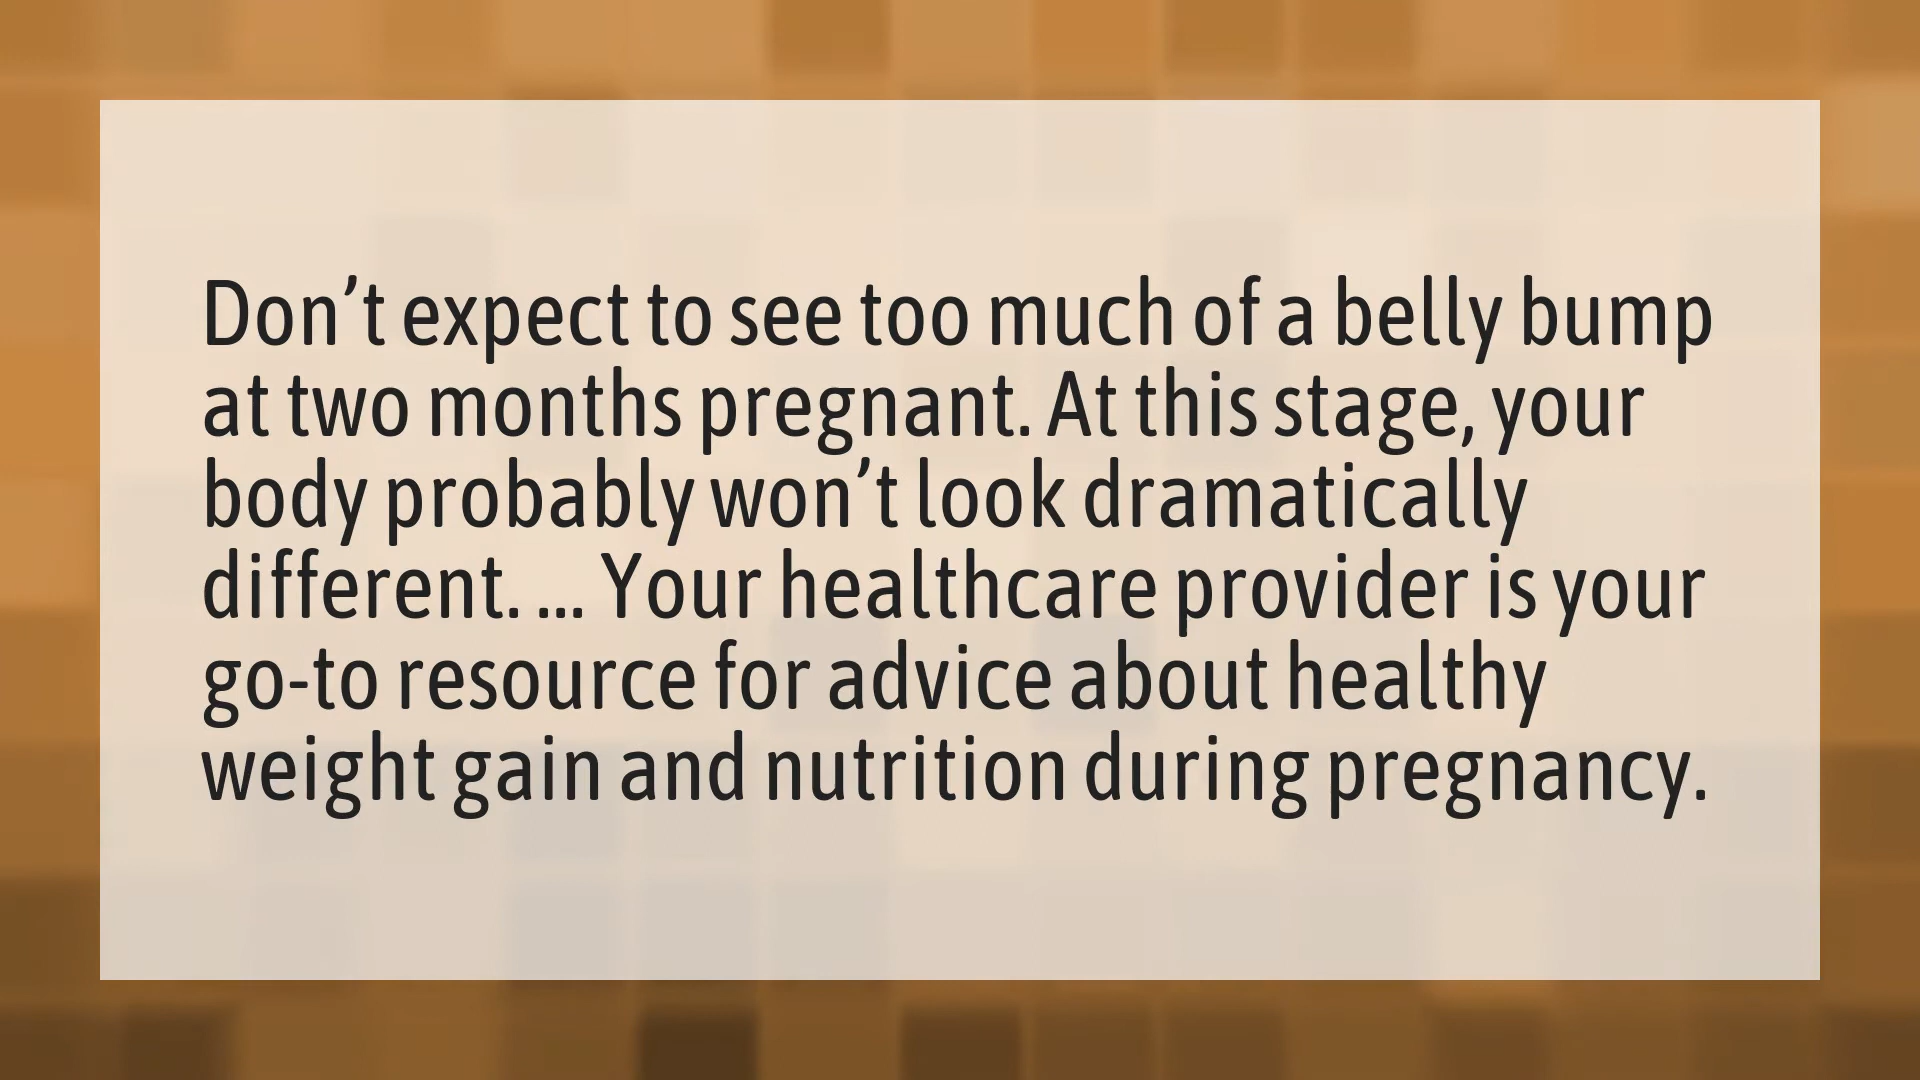 Don’t expect to see too much of a belly bump
at two months pregnant. At this stage, your
body probably won’t look dramatically
different. ... Your healthcare provider is your
go-to resource for advice about healthy
weight gain and nutrition during pregnancy.